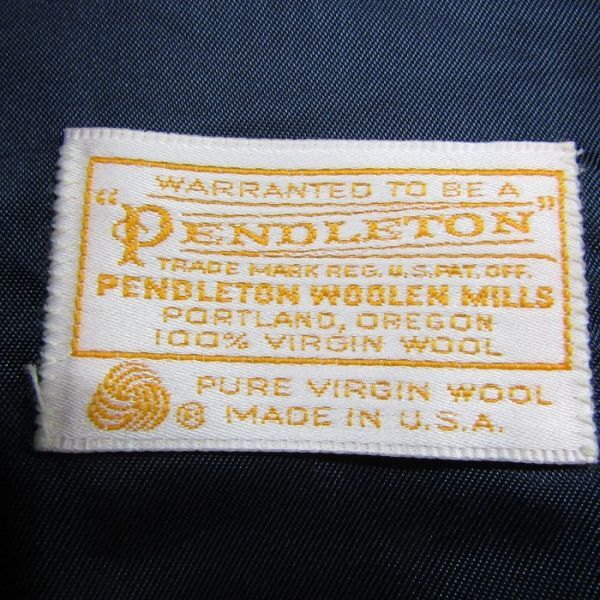 WARRANTED TO BE A
"PENDLETON"
TRADE MARK REG. U.S. PAT. OFF.
PENDLETON WOOLEN MILLS
PORTLAND, OREGON
100% VIRGIN WOOL
® PURE VIRGIN WOOL
MADE IN U.S.A.